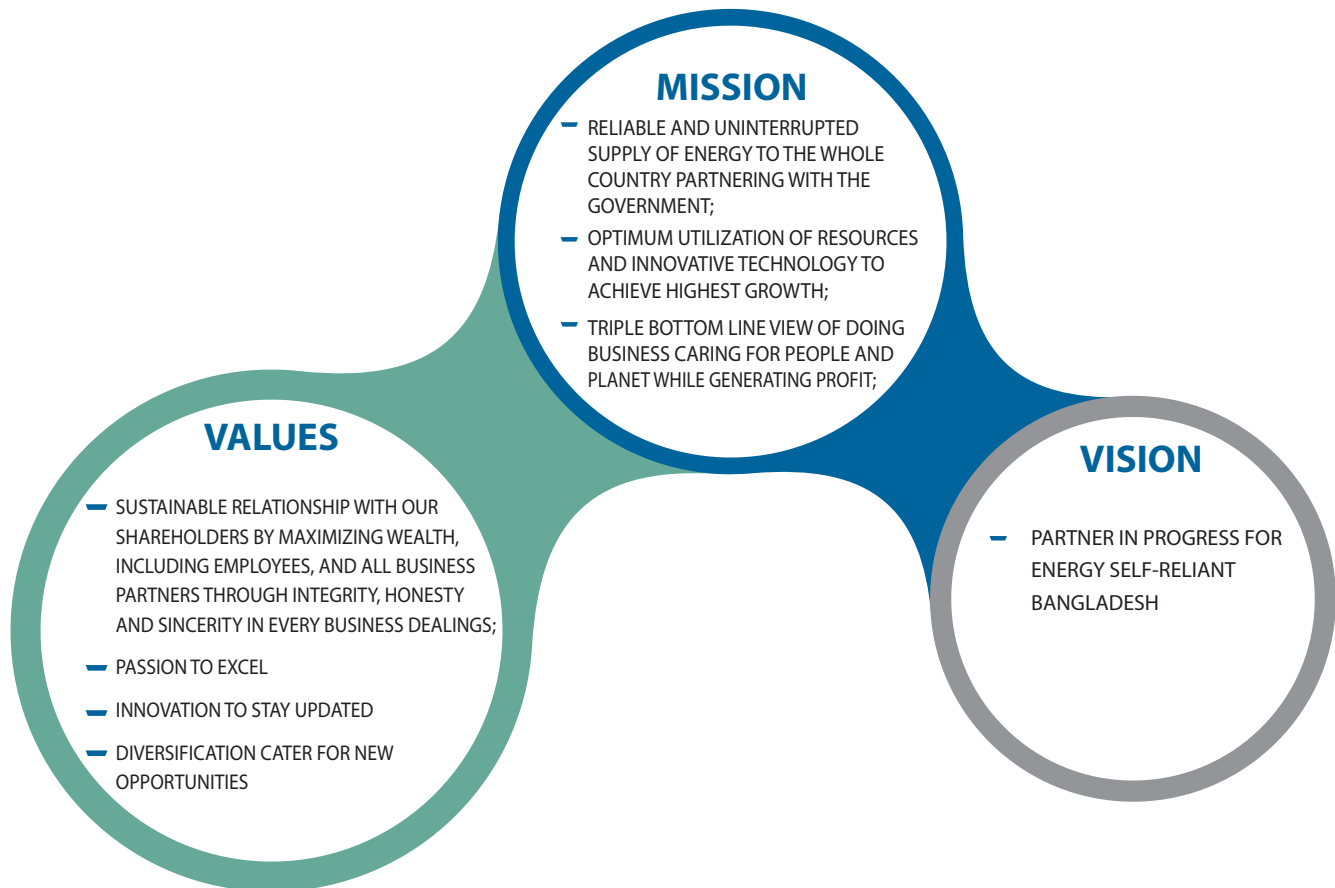 MISSION
RELIABLE AND UNINTERRUPTED
SUPPLY OF ENERGY TO THE WHOLE
COUNTRY PARTNERING WITH THE
GOVERNMENT;
OPTIMUM UTILIZATION OF RESOURCES
AND INNOVATIVE TECHNOLOGY TO
ACHIEVE HIGHEST GROWTH;
TRIPLE BOTTOM LINE VIEW OF DOING
BUSINESS CARING FOR PEOPLE AND
PLANET WHILE GENERATING PROFIT;
VALUES
SUSTAINABLE RELATIONSHIP WITH OUR
SHAREHOLDERS BY MAXIMIZING WEALTH,
INCLUDING EMPLOYEES, AND ALL BUSINESS
PARTNERS THROUGH INTEGRITY, HONESTY
AND SINCERITY IN EVERY BUSINESS DEALINGS;
PASSION TO EXCEL
INNOVATION TO STAY UPDATED
DIVERSIFICATION CATER FOR NEW
OPPORTUNITIES
VISION
PARTNER IN PROGRESS FOR
ENERGY SELF-RELIANT
BANGLADESH